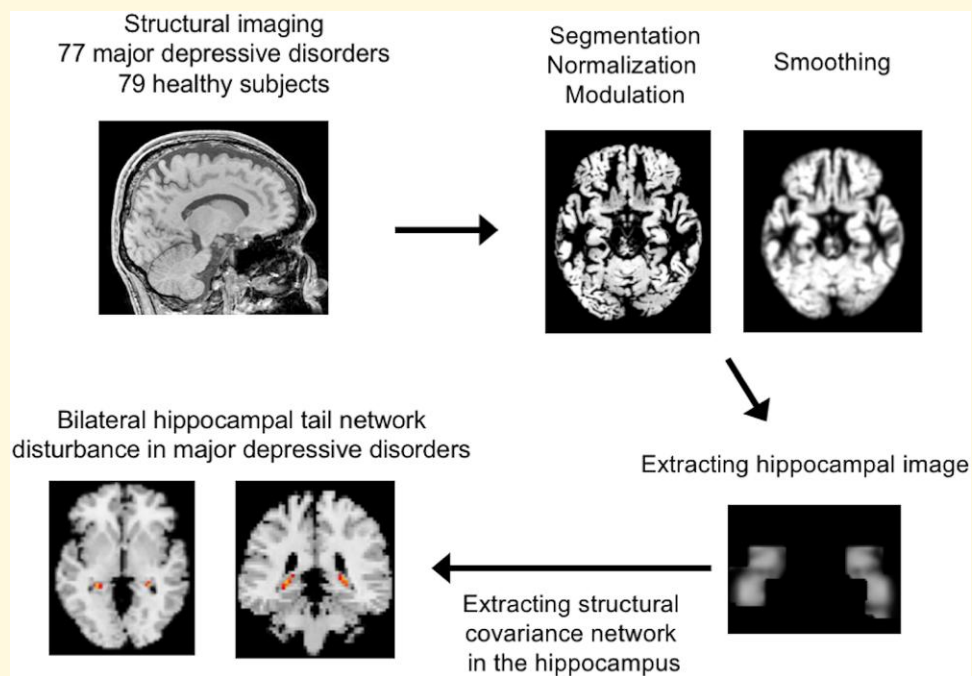 Structural imaging
77 major depressive disorders
79 healthy subjects
Segmentation
Normalization
Modulation
Smoothing
Extracting hippocampal image
Extracting structural
covariance network
in the hippocampus
Bilateral hippocampal tail network
disturbance in major depressive disorders